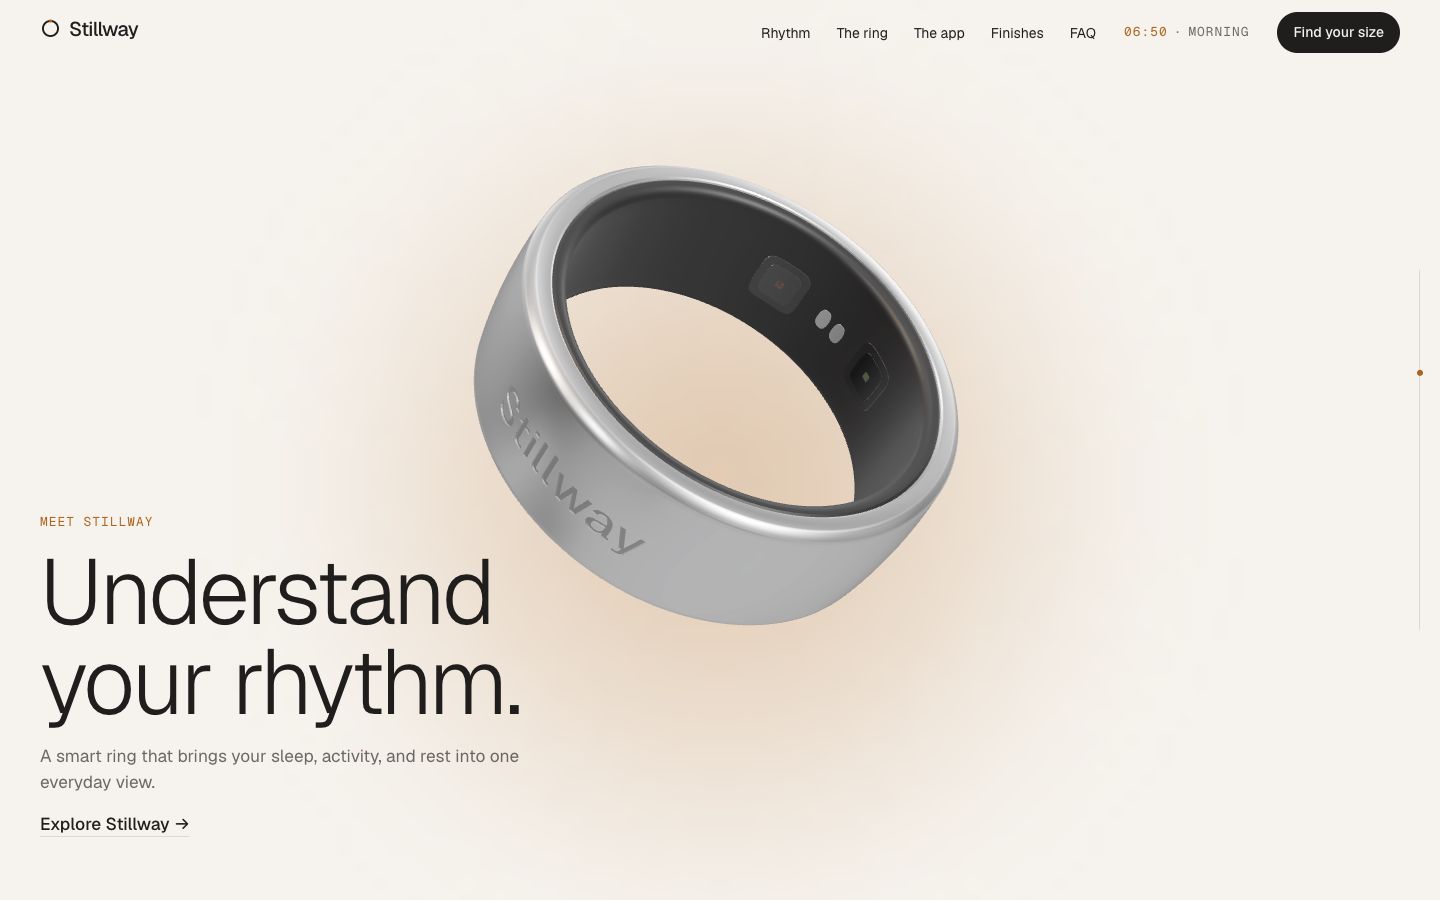 Stillway
Rhythm
The ring
The app
Finishes
FAQ
06:50 · MORNING
Find your size
Stillway
MEET STILLWAY
Understand
your rhythm.
A smart ring that brings your sleep, activity, and rest into one
everyday view.
Explore Stillway →